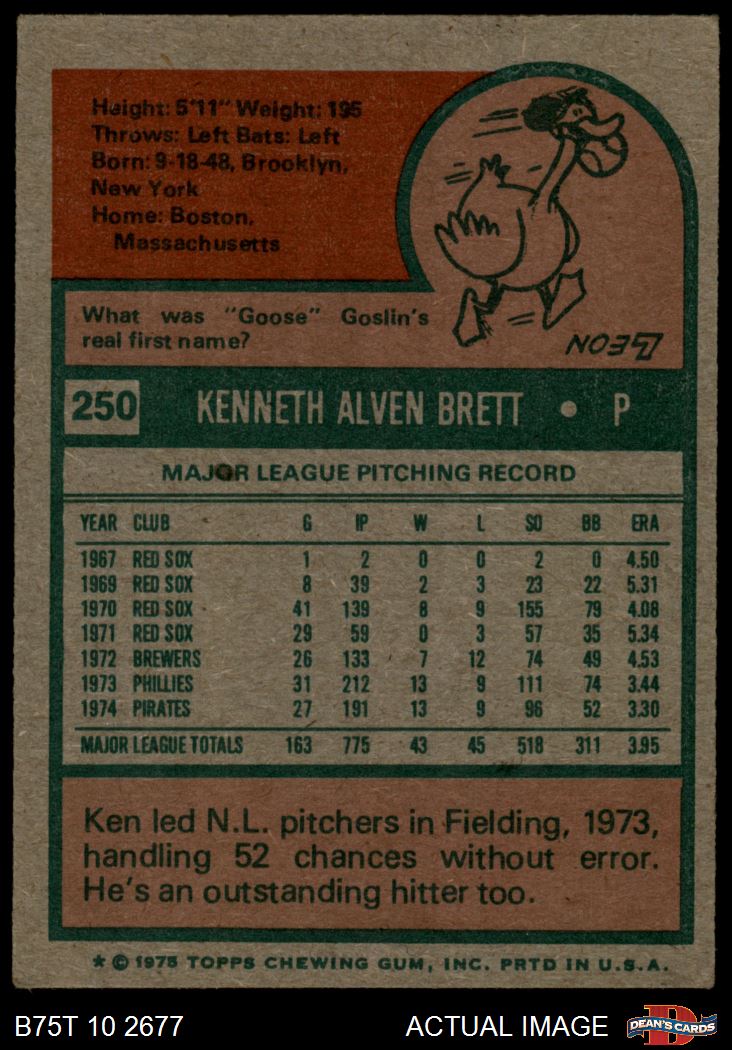 Height: 5'11" Weight: 195
Throws: Left Bats: Left
Born: 9-18-48, Brooklyn,
New York
Home: Boston,
Massachusetts
What was "Goose" Goslin's
real first name?
LEON
250 KENNETH ALVEN BRETT • P
MAJOR LEAGUE PITCHING RECORD
YEAR CLUB G IP W L SO BB ERA
1967 RED SOX 1 2 0 0 2 0 4.50
1969 RED SOX 8 39 2 3 23 22 5.31
1970 RED SOX 41 139 8 9 155 79 4.08
1971 RED SOX 29 59 0 3 57 35 5.34
1972 BREWERS 26 133 7 12 74 49 4.53
1973 PHILLIES 31 212 13 9 111 74 3.44
1974 PIRATES 27 191 13 9 96 52 3.30
MAJOR LEAGUE TOTALS 163 775 43 45 518 311 3.95
Ken led N.L. pitchers in Fielding, 1973,
handling 52 chances without error.
He's an outstanding hitter too.
* © 1975 TOPPS CHEWING GUM, INC. PRTD IN U.S.A.
B75T 10 2677 ACTUAL IMAGE D DEAN'S CARDS